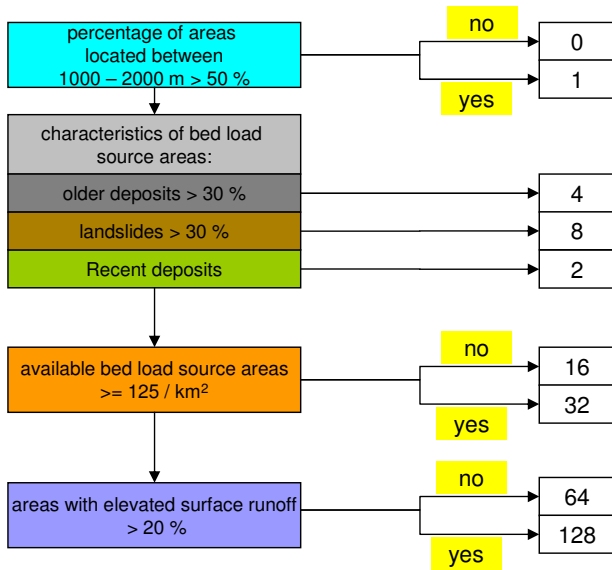 percentage of areas
located between
1000 – 2000 m > 50 %
no
0
1
yes
characteristics of bed load
source areas:
older deposits > 30 %
4
landslides > 30 %
8
Recent deposits
2
available bed load source areas
>= 125 / km²
no
16
32
yes
areas with elevated surface runoff
> 20 %
no
64
128
yes